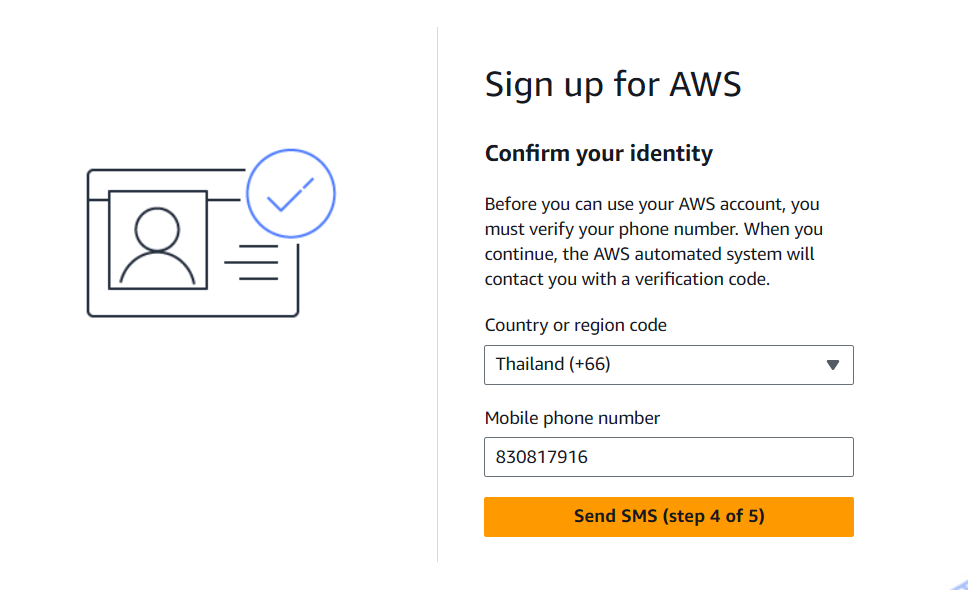 Sign up for AWS
Confirm your identity
Before you can use your AWS account, you
must verify your phone number. When you
continue, the AWS automated system will
contact you with a verification code.
Country or region code
Thailand (+66)
Mobile phone number
830817916
Send SMS (step 4 of 5)